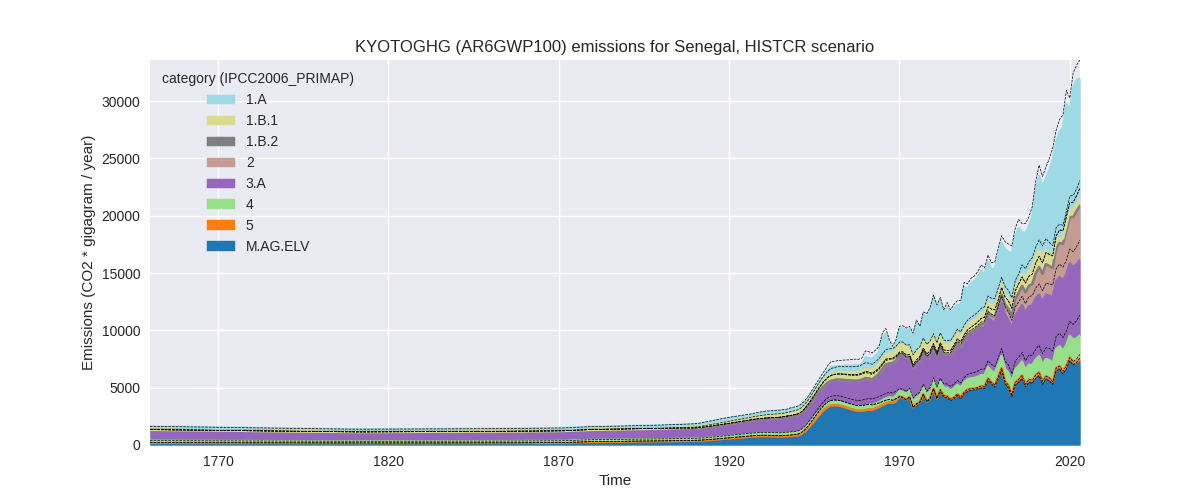 KYOTOGHG (AR6GWP100) emissions for Senegal, HISTCR scenario
category (IPCC2006_PRIMAP)
1.A
1.B.1
1.B.2
2
3.A
4
5
M.AG.ELV
Emissions (CO2 * gigagram / year)
30000
25000
20000
15000
10000
5000
0
1770
1820
1870
1920
1970
2020
Time